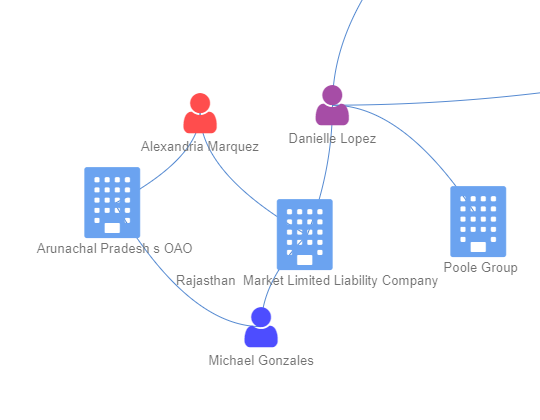 Danielle Lopez
Alexandria Marquez
Arunachal Pradesh s OAO
Poole Group
Rajasthan  Market Limited Liability Company
Michael Gonzales